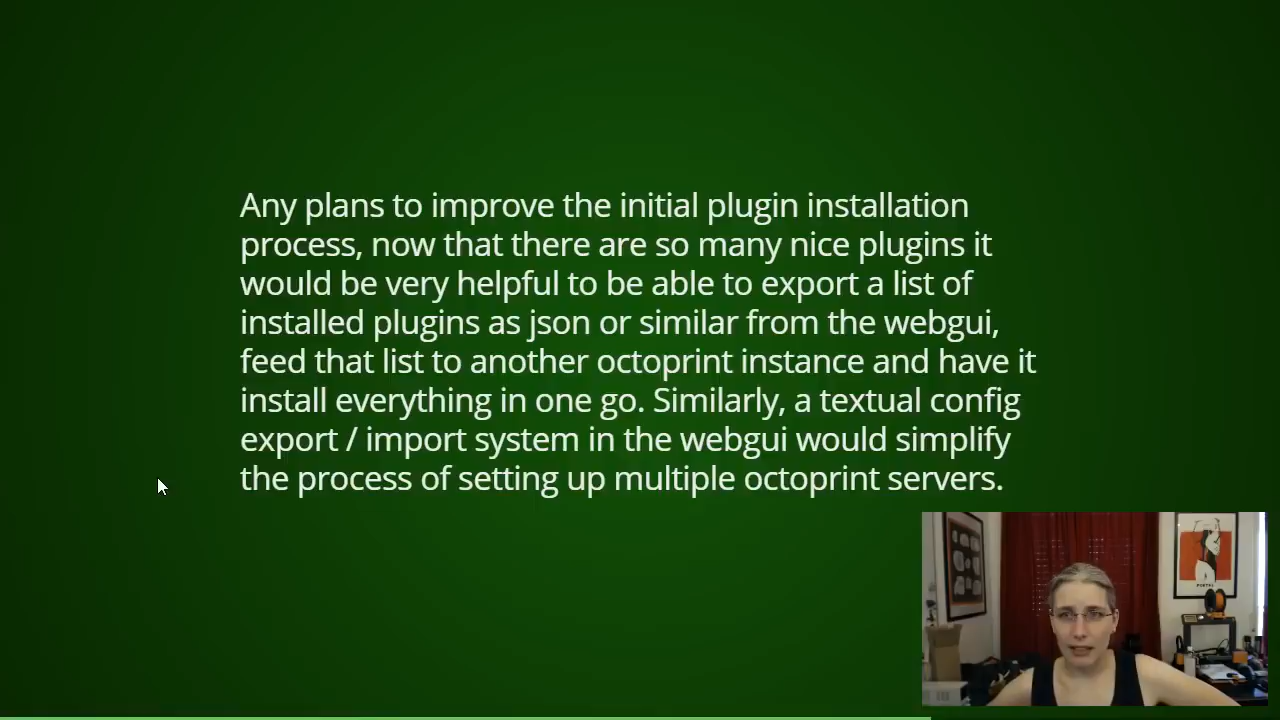 Any plans to improve the initial plugin installation
process, now that there are so many nice plugins it
would be very helpful to be able to export a list of
installed plugins as json or similar from the webgui,
feed that list to another octoprint instance and have it
install everything in one go. Similarly, a textual config
export / import system in the webgui would simplify
the process of setting up multiple octoprint servers.